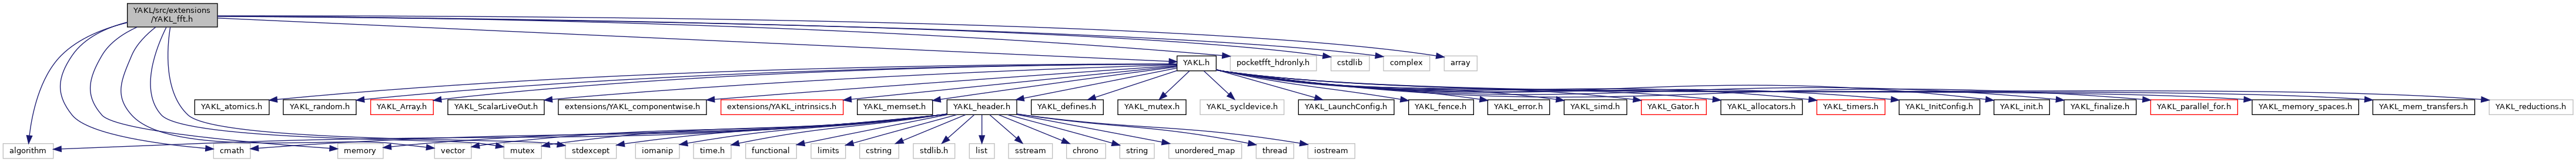 YAKL/src/extensions
/YAKL_fft.h
YAKL.h
pocketfft_hdronly.h
cstdlib
complex
array
YAKL_atomics.h
YAKL_random.h
YAKL_Array.h
YAKL_ScalarLiveOut.h
extensions/YAKL_componentwise.h
extensions/YAKL_intrinsics.h
YAKL_memset.h
YAKL_header.h
YAKL_defines.h
YAKL_mutex.h
YAKL_sycldevice.h
YAKL_LaunchConfig.h
YAKL_fence.h
YAKL_error.h
YAKL_simd.h
YAKL_Gator.h
YAKL_allocators.h
YAKL_timers.h
YAKL_InitConfig.h
YAKL_init.h
YAKL_finalize.h
YAKL_parallel_for.h
YAKL_memory_spaces.h
YAKL_mem_transfers.h
YAKL_reductions.h
algorithm
cmath
memory
vector
mutex
stdexcept
iomanip
time.h
functional
limits
cstring
stdlib.h
list
sstream
chrono
string
unordered_map
thread
iostream